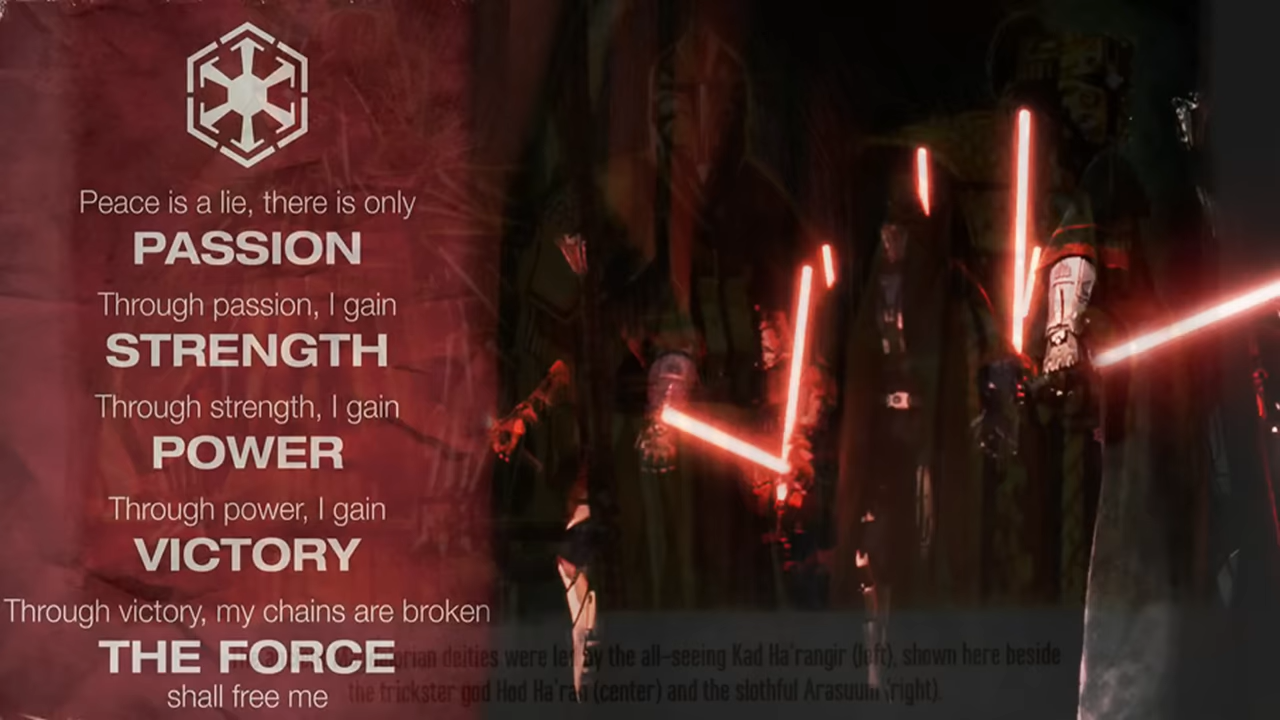 Peace is a lie, there is only
PASSION
Through passion, I gain
STRENGTH
Through strength, I gain
POWER
Through power, I gain
VICTORY
Through victory, my chains are broken
THE FORCE
shall free me
deities were led by the all-seeing Kad Ha'rangir (left), shown here beside
the trickster god Hod Ha'ran (center) and the slothful Arasuum (right).